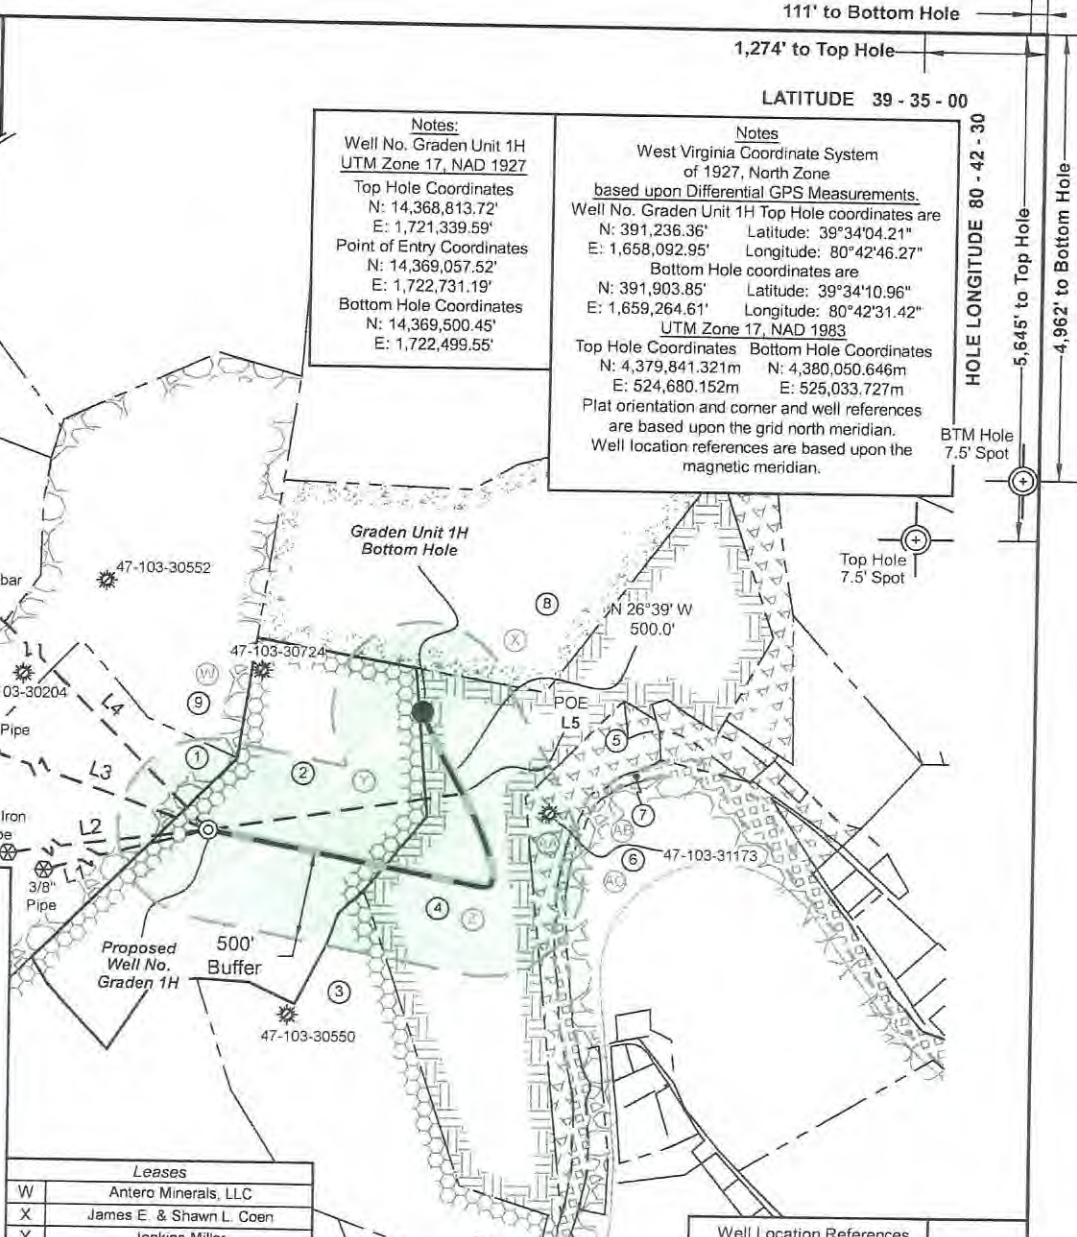 111' to Bottom Hole
1,274' to Top Hole
LATITUDE 39 - 35 - 00
HOLE LONGITUDE 80 - 42 - 30
5,645' to Top Hole
4,962' to Bottom Hole
Notes:
Well No. Graden Unit 1H
UTM Zone 17, NAD 1927
Top Hole Coordinates
N: 14,368,813.72'
E: 1,721,339.59'
Point of Entry Coordinates
N: 14,369,057.52'
E: 1,722,731.19'
Bottom Hole Coordinates
N: 14,369,500.45'
E: 1,722,499.55'
Notes
West Virginia Coordinate System
of 1927, North Zone
based upon Differential GPS Measurements.
Well No. Graden Unit 1H Top Hole coordinates are
N: 391,236.36' Latitude: 39°34'04.21"
E: 1,658,092.95' Longitude: 80°42'46.27"
Bottom Hole coordinates are
N: 391,903.85' Latitude: 39°34'10.96"
E: 1,659,264.61' Longitude: 80°42'31.42"
UTM Zone 17, NAD 1983
Top Hole Coordinates Bottom Hole Coordinates
N: 4,379,841.321m N: 4,380,050.646m
E: 524,680.152m E: 525,033.727m
Plat orientation and corner and well references
are based upon the grid north meridian.
Well location references are based upon the
magnetic meridian.
BTM Hole
7.5' Spot
Top Hole
7.5' Spot
Graden Unit 1H
Bottom Hole
47-103-30552
bar
8
N 26°39' W
500.0'
X
47-103-30724
W
03-30204
9
L4
Pipe
POE
L5
5
1
2
Y
L3
7
Iron
L2
AB
AA
6
47-103-31173
L1
3/8"
Pipe
AC
4
Z
Proposed
Well No.
Graden 1H
500'
Buffer
3
47-103-30550
Leases
W Antero Minerals, LLC
X James E. & Shawn L. Coen
Y Jenkins Miller
Well Location References